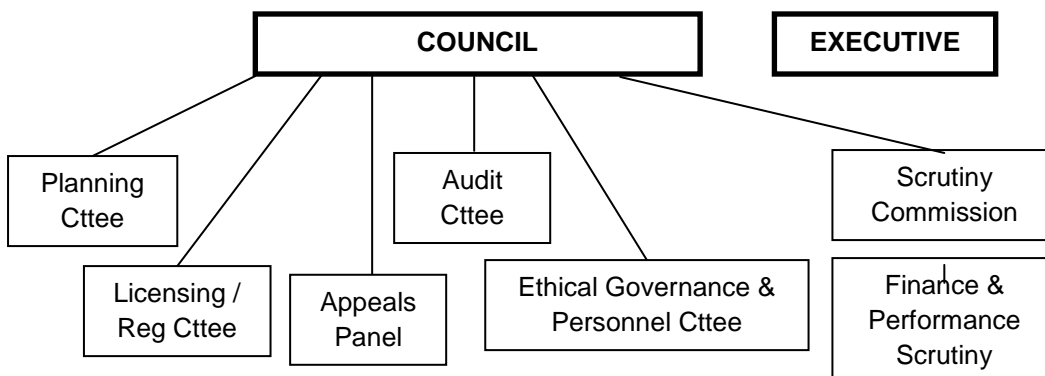 COUNCIL
EXECUTIVE
Planning
Cttee
Audit
Cttee
Scrutiny
Commission
Licensing /
Reg Cttee
Appeals
Panel
Ethical Governance &
Personnel Cttee
Finance &
Performance
Scrutiny